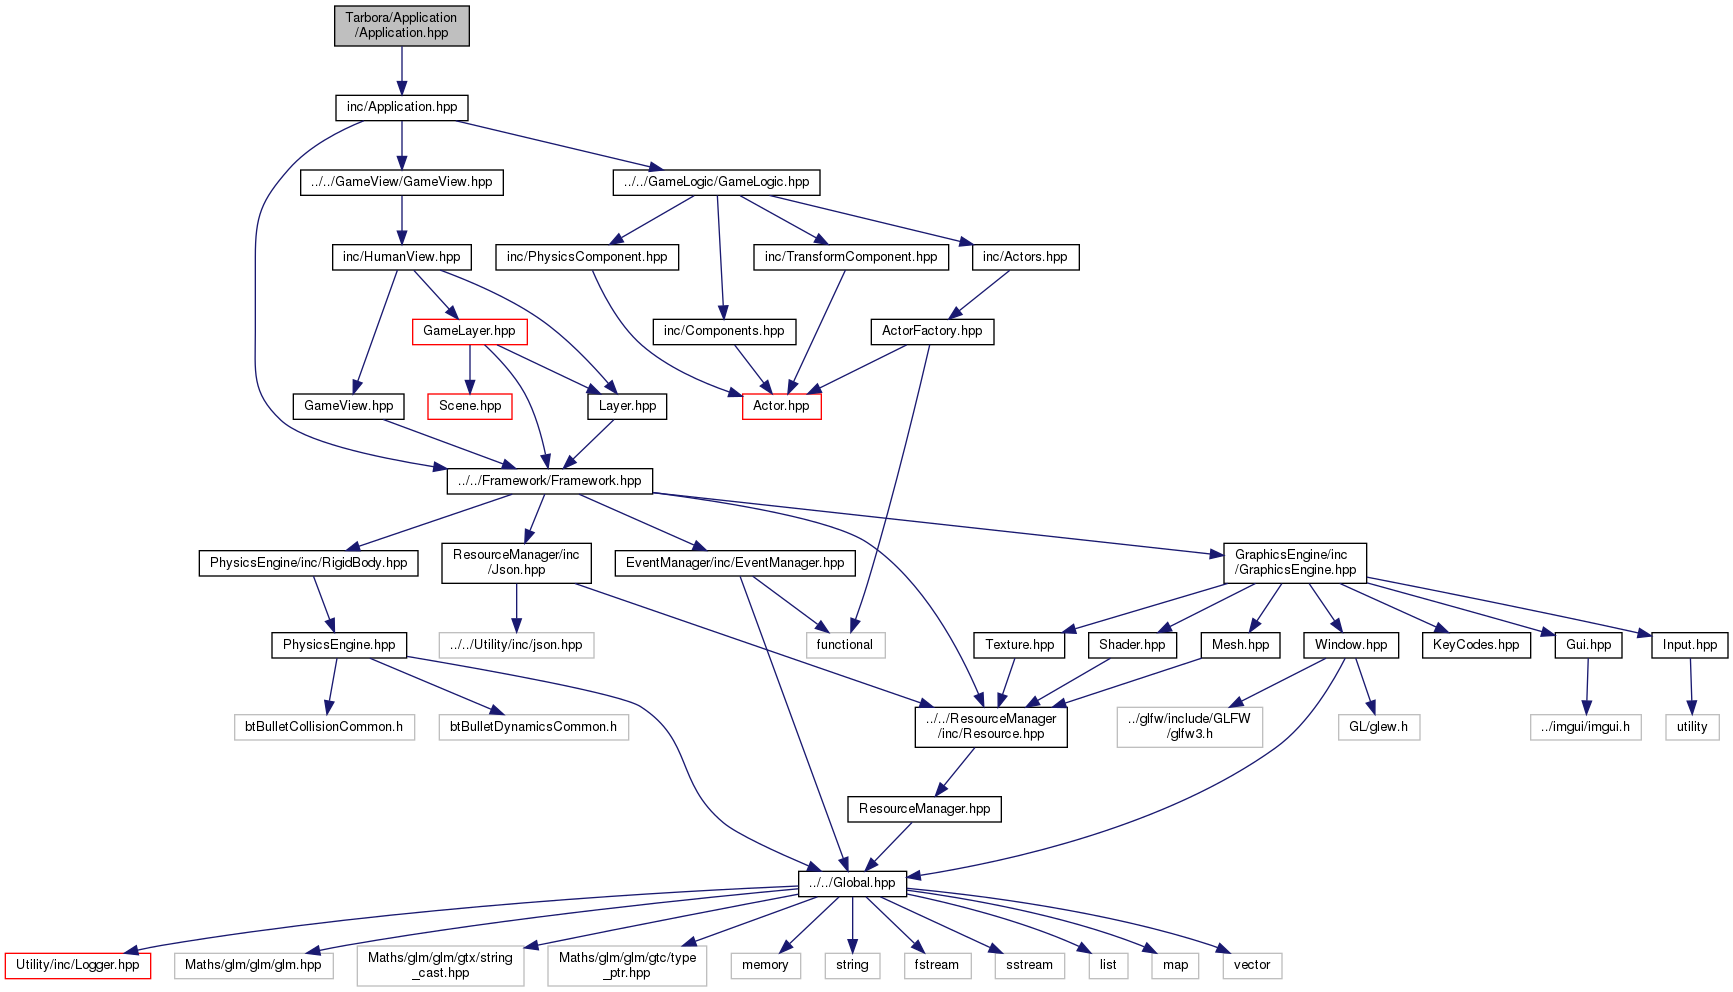 Tarbora/Application
/Application.hpp
inc/Application.hpp
../../GameView/GameView.hpp
../../GameLogic/GameLogic.hpp
inc/HumanView.hpp
inc/PhysicsComponent.hpp
inc/TransformComponent.hpp
inc/Actors.hpp
GameLayer.hpp
inc/Components.hpp
ActorFactory.hpp
GameView.hpp
Scene.hpp
Layer.hpp
Actor.hpp
../../Framework/Framework.hpp
PhysicsEngine/inc/RigidBody.hpp
ResourceManager/inc
/Json.hpp
EventManager/inc/EventManager.hpp
GraphicsEngine/inc
/GraphicsEngine.hpp
PhysicsEngine.hpp
../../Utility/inc/json.hpp
functional
Texture.hpp
Shader.hpp
Mesh.hpp
Window.hpp
KeyCodes.hpp
Gui.hpp
Input.hpp
btBulletCollisionCommon.h
btBulletDynamicsCommon.h
../../ResourceManager
/inc/Resource.hpp
../glfw/include/GLFW
/glfw3.h
GL/glew.h
../imgui/imgui.h
utility
ResourceManager.hpp
../../Global.hpp
Utility/inc/Logger.hpp
Maths/glm/glm/glm.hpp
Maths/glm/glm/gtx/string
_cast.hpp
Maths/glm/glm/gtc/type
_ptr.hpp
memory
string
fstream
sstream
list
map
vector